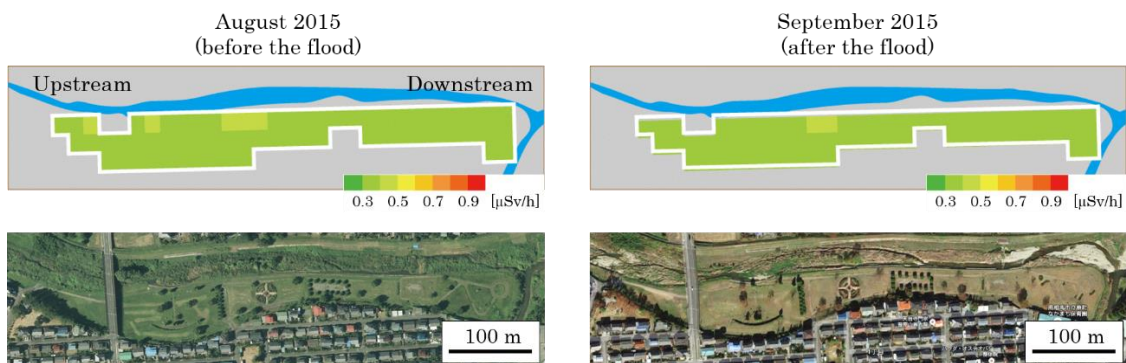 August 2015
(before the flood)
September 2015
(after the flood)
Upstream
Downstream
0.3 0.5 0.7 0.9 [μSv/h]
0.3 0.5 0.7 0.9 [μSv/h]
100 m
100 m